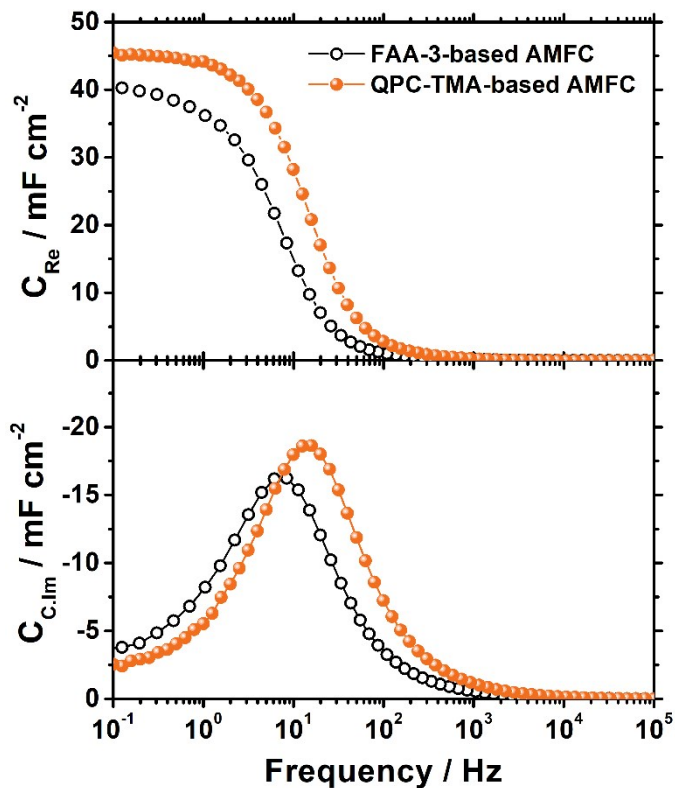 50
40
30
20
10
0
C_Re / mF cm^-2
FAA-3-based AMFC
QPC-TMA-based AMFC
-20
-15
-10
-5
0
C_C.Im / mF cm^-2
10^-1 10^0 10^1 10^2 10^3 10^4 10^5
Frequency / Hz